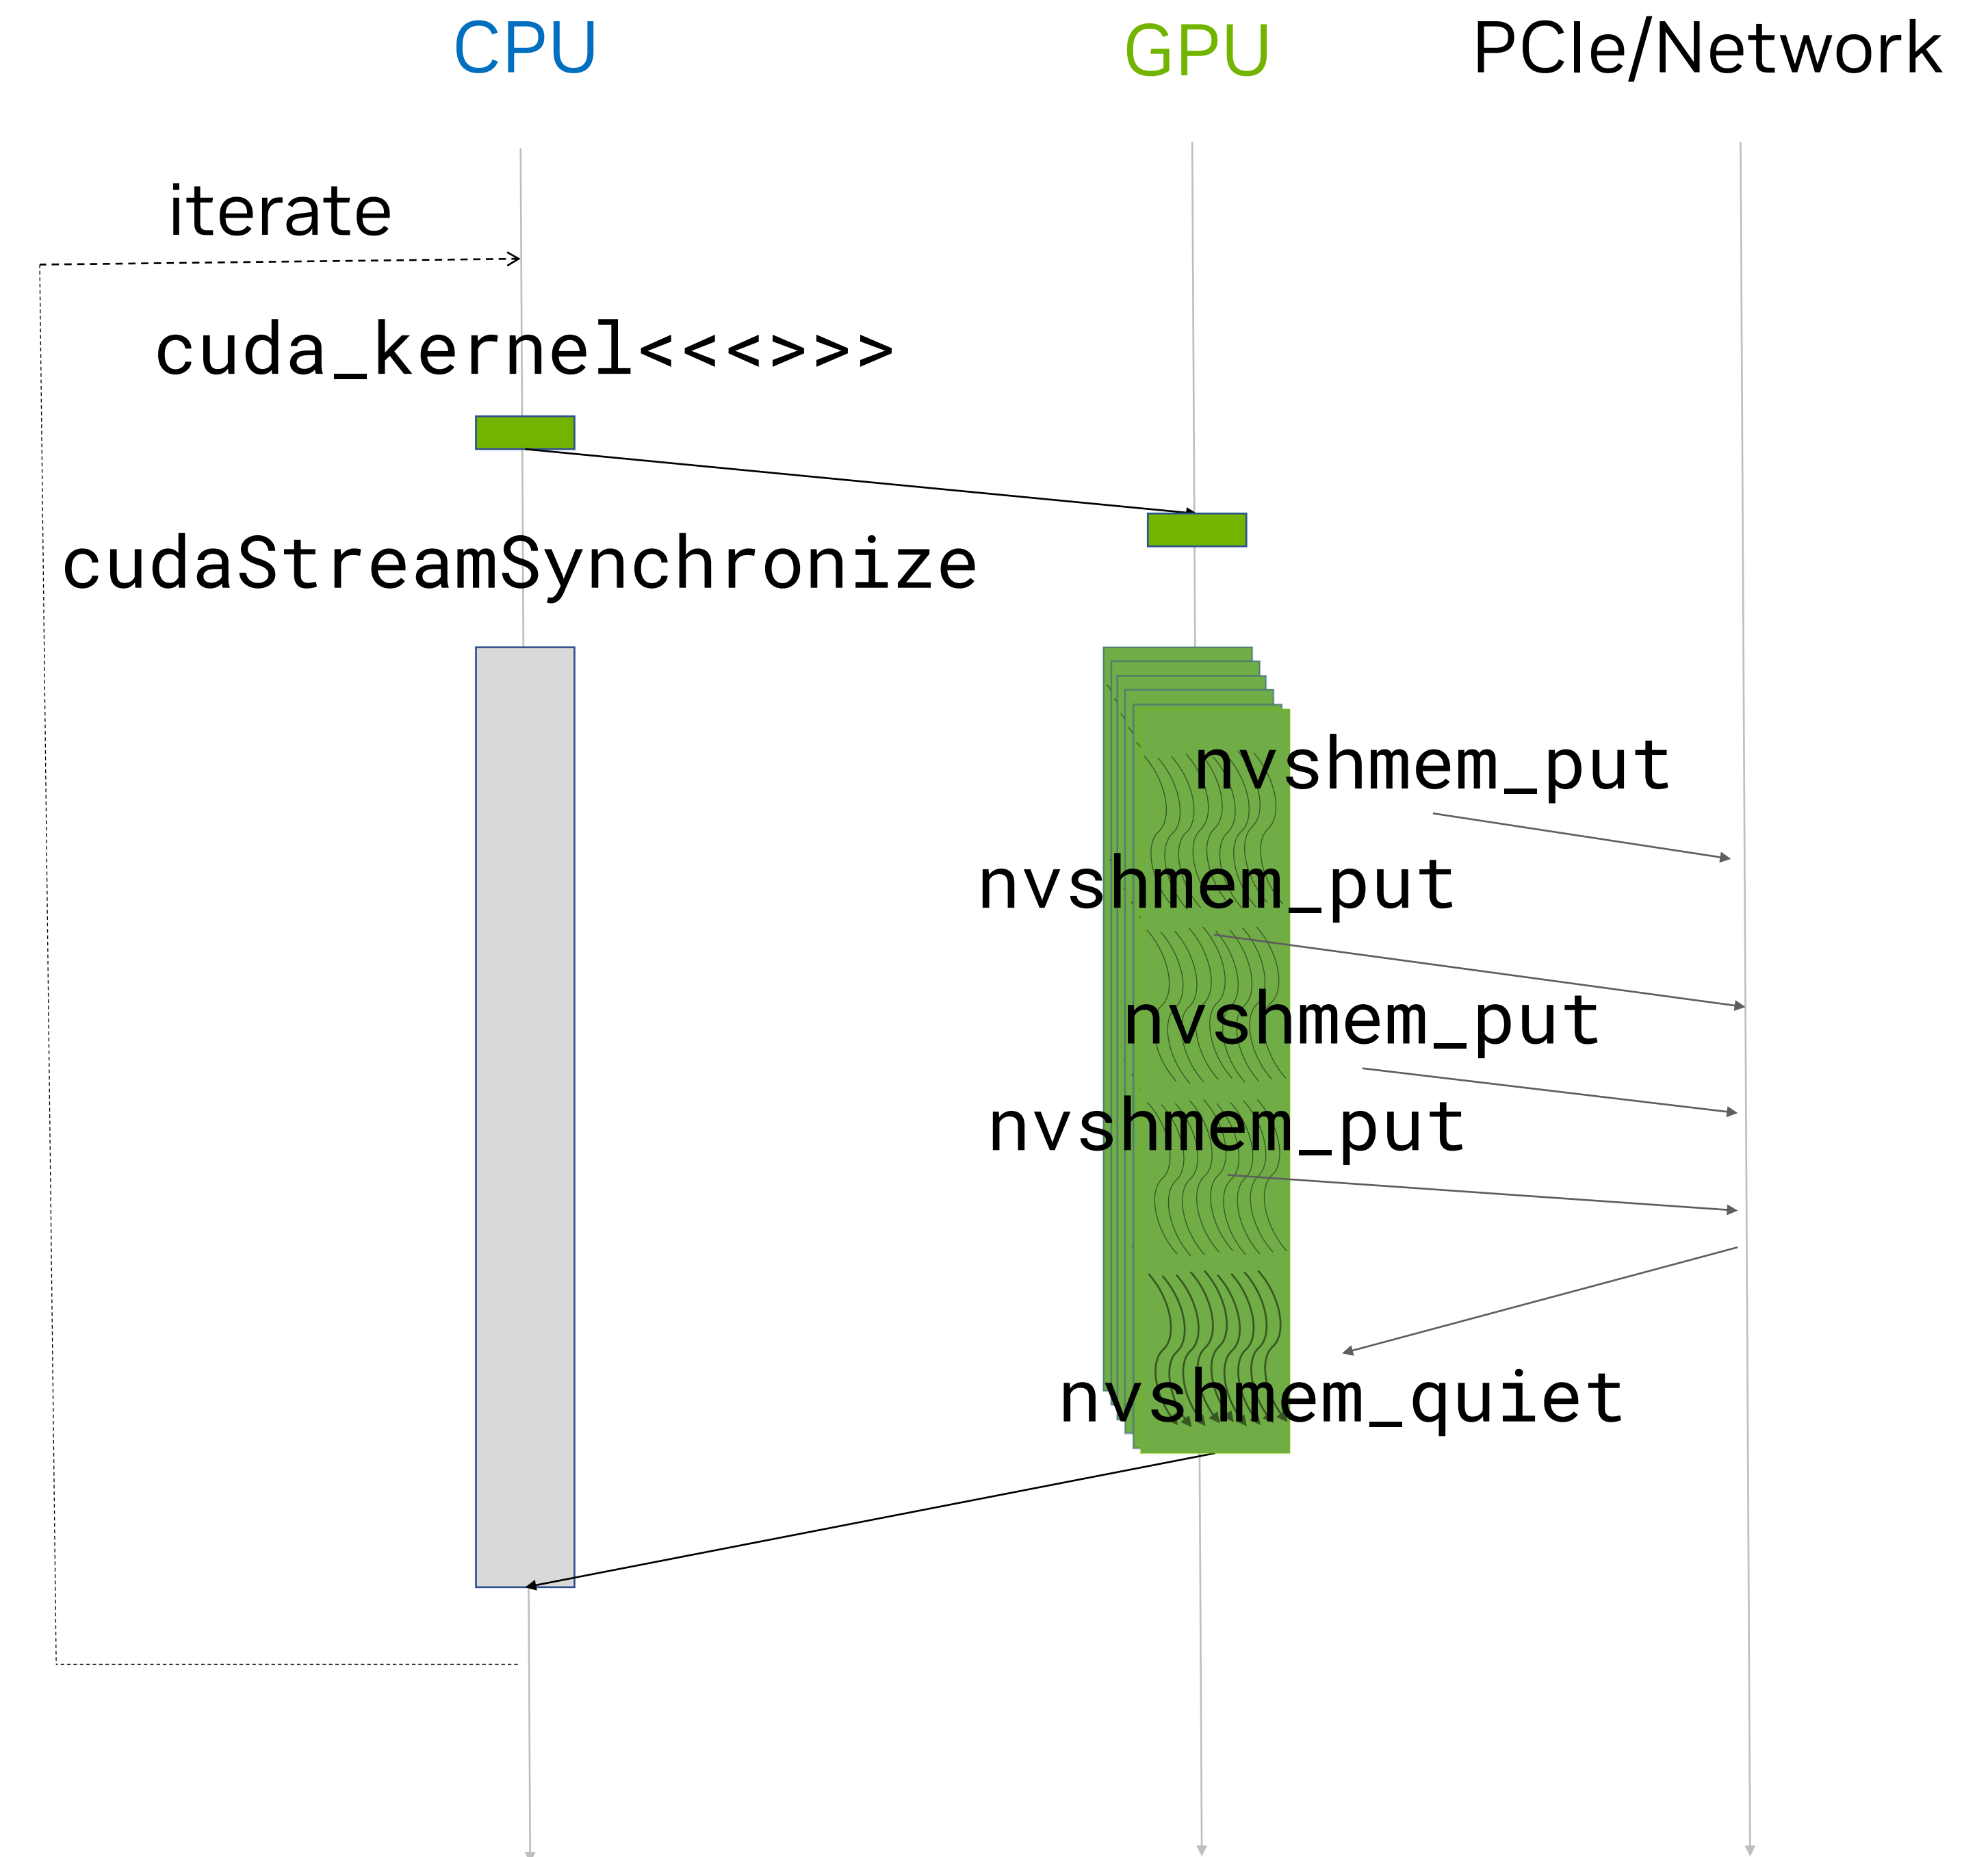 CPU
GPU
PCIe/Network
iterate
cuda_kernel<<<>>>
cudaStreamSynchronize
nvshmem_put
nvshmem_put
nvshmem_put
nvshmem_put
nvshmem_quiet